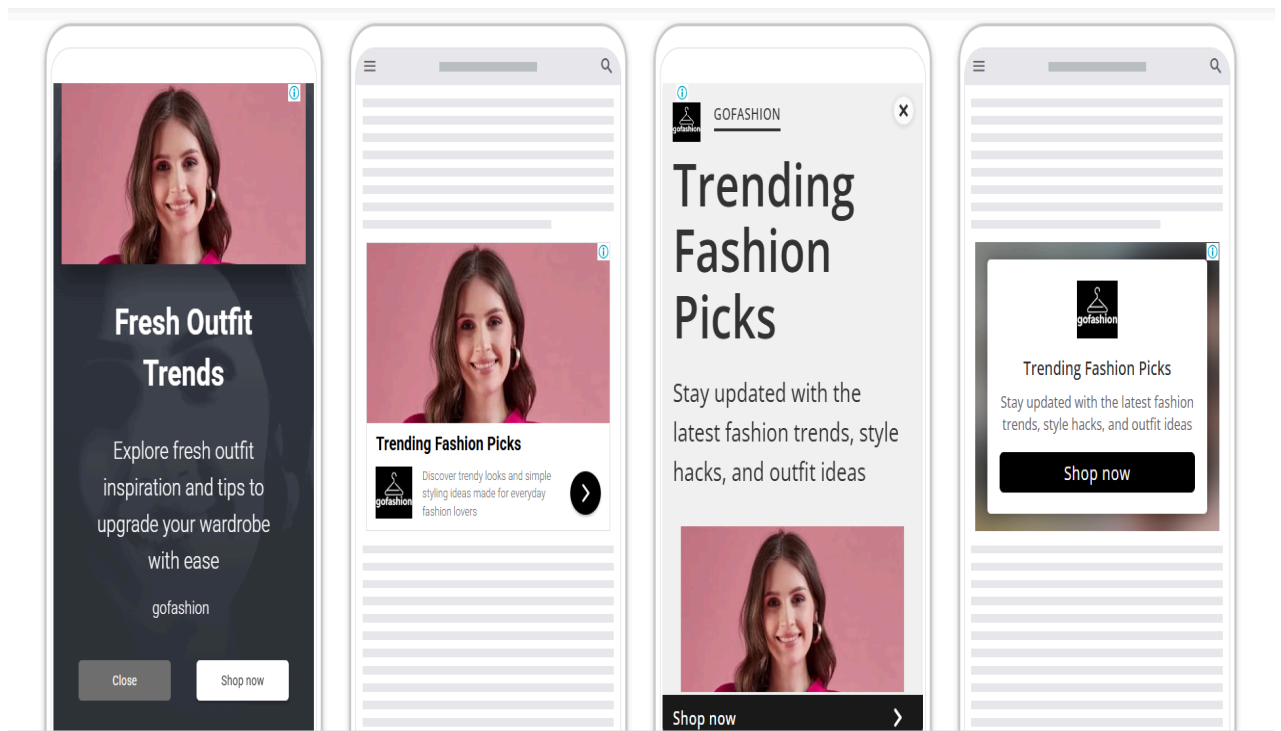 Fresh Outfit
Trends
Explore fresh outfit
inspiration and tips to
upgrade your wardrobe
with ease
gofashion
Close
Shop now
Trending Fashion Picks
gofashion
Discover trendy looks and simple
styling ideas made for everyday
fashion lovers
gofashion
GOFASHION
Trending
Fashion
Picks
Stay updated with the
latest fashion trends, style
hacks, and outfit ideas
Shop now
gofashion
Trending Fashion Picks
Stay updated with the latest fashion
trends, style hacks, and outfit ideas
Shop now